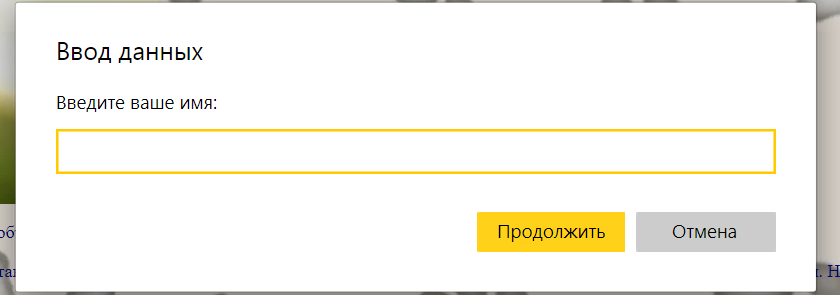 Ввод данных
Введите ваше имя:
Продолжить
Отмена